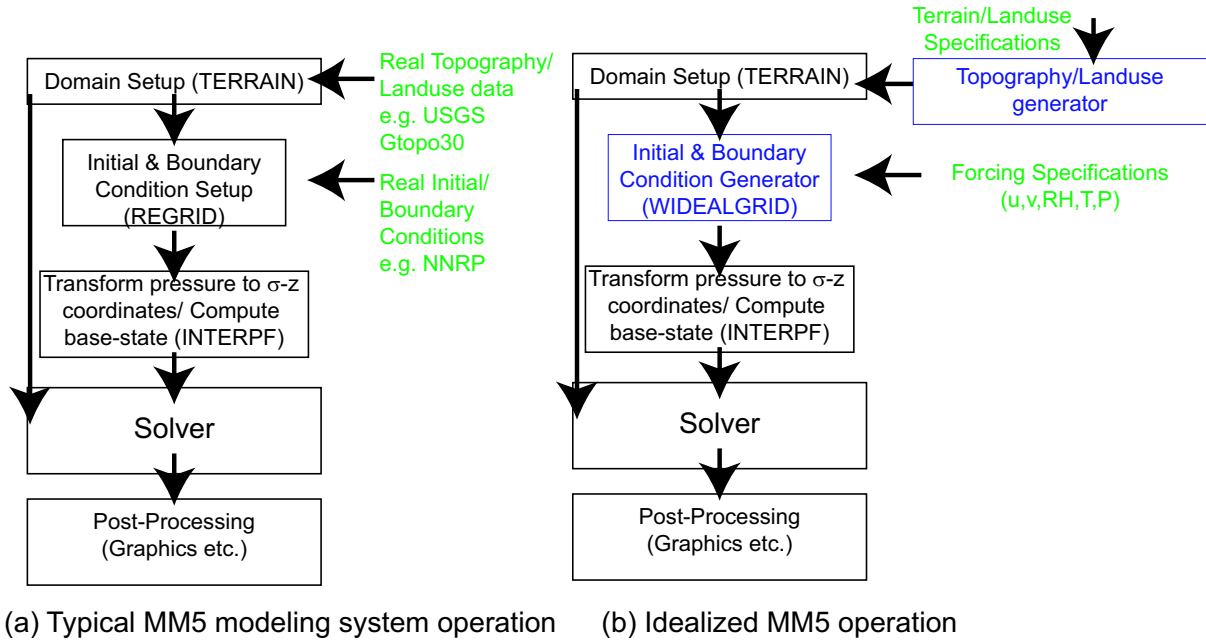 (a)
Domain Setup (TERRAIN)
Real Topography/
Landuse data
e.g. USGS
Gtopo30
Initial & Boundary
Condition Setup
(REGRID)
Real Initial/
Boundary
Conditions
e.g. NNRP
Transform pressure to σ-z
coordinates/ Compute
base-state (INTERPF)
Solver
Post-Processing
(Graphics etc.)
(a) Typical MM5 modeling system operation
(b)
Terrain/Landuse
Specifications
Domain Setup (TERRAIN)
Topography/Landuse
generator
Initial & Boundary
Condition Generator
(WIDEALGRID)
Forcing Specifications
(u,v,RH,T,P)
Transform pressure to σ-z
coordinates/ Compute
base-state (INTERPF)
Solver
Post-Processing
(Graphics etc.)
(b) Idealized MM5 operation